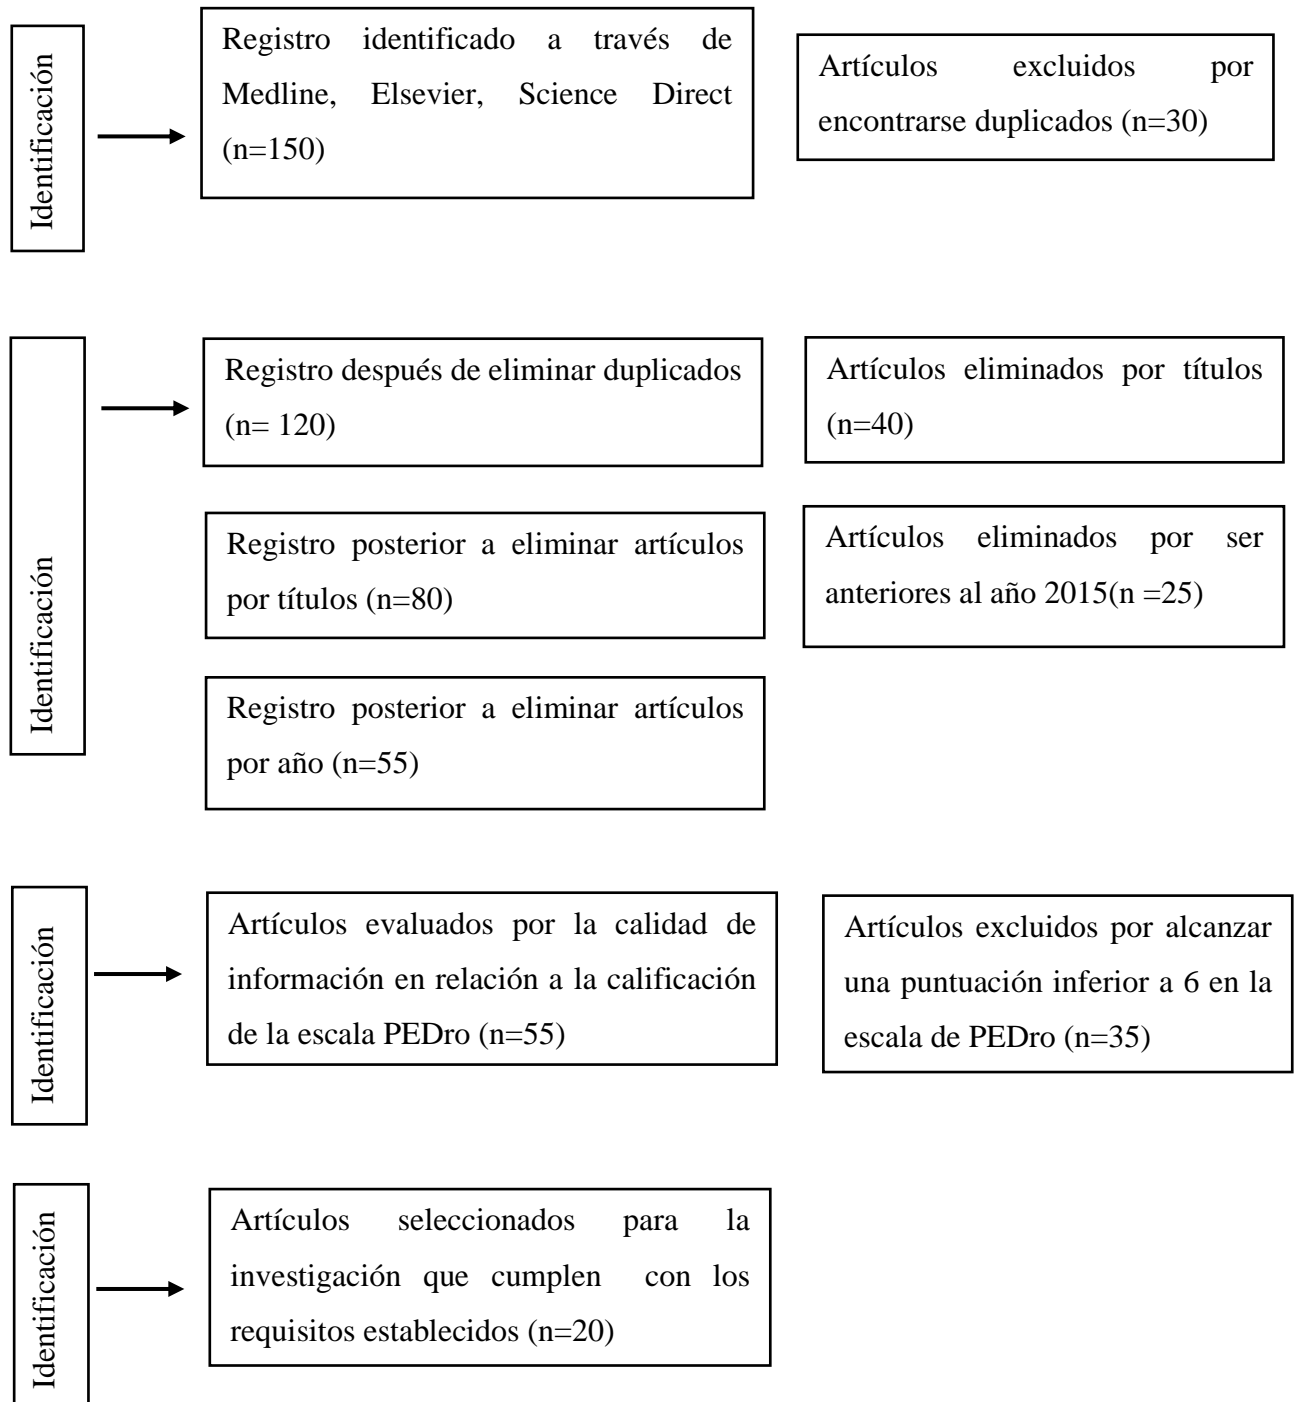 Identificación
Registro identificado a través de
Medline, Elsevier, Science Direct
(n=150)
Artículos excluidos por
encontrarse duplicados (n=30)
Identificación
Registro después de eliminar duplicados
(n= 120)
Artículos eliminados por títulos
(n=40)
Registro posterior a eliminar artículos
por títulos (n=80)
Artículos eliminados por ser
anteriores al año 2015(n =25)
Registro posterior a eliminar artículos
por año (n=55)
Identificación
Artículos evaluados por la calidad de
información en relación a la calificación
de la escala PEDro (n=55)
Artículos excluidos por alcanzar
una puntuación inferior a 6 en la
escala de PEDro (n=35)
Identificación
Artículos seleccionados para la
investigación que cumplen con los
requisitos establecidos (n=20)